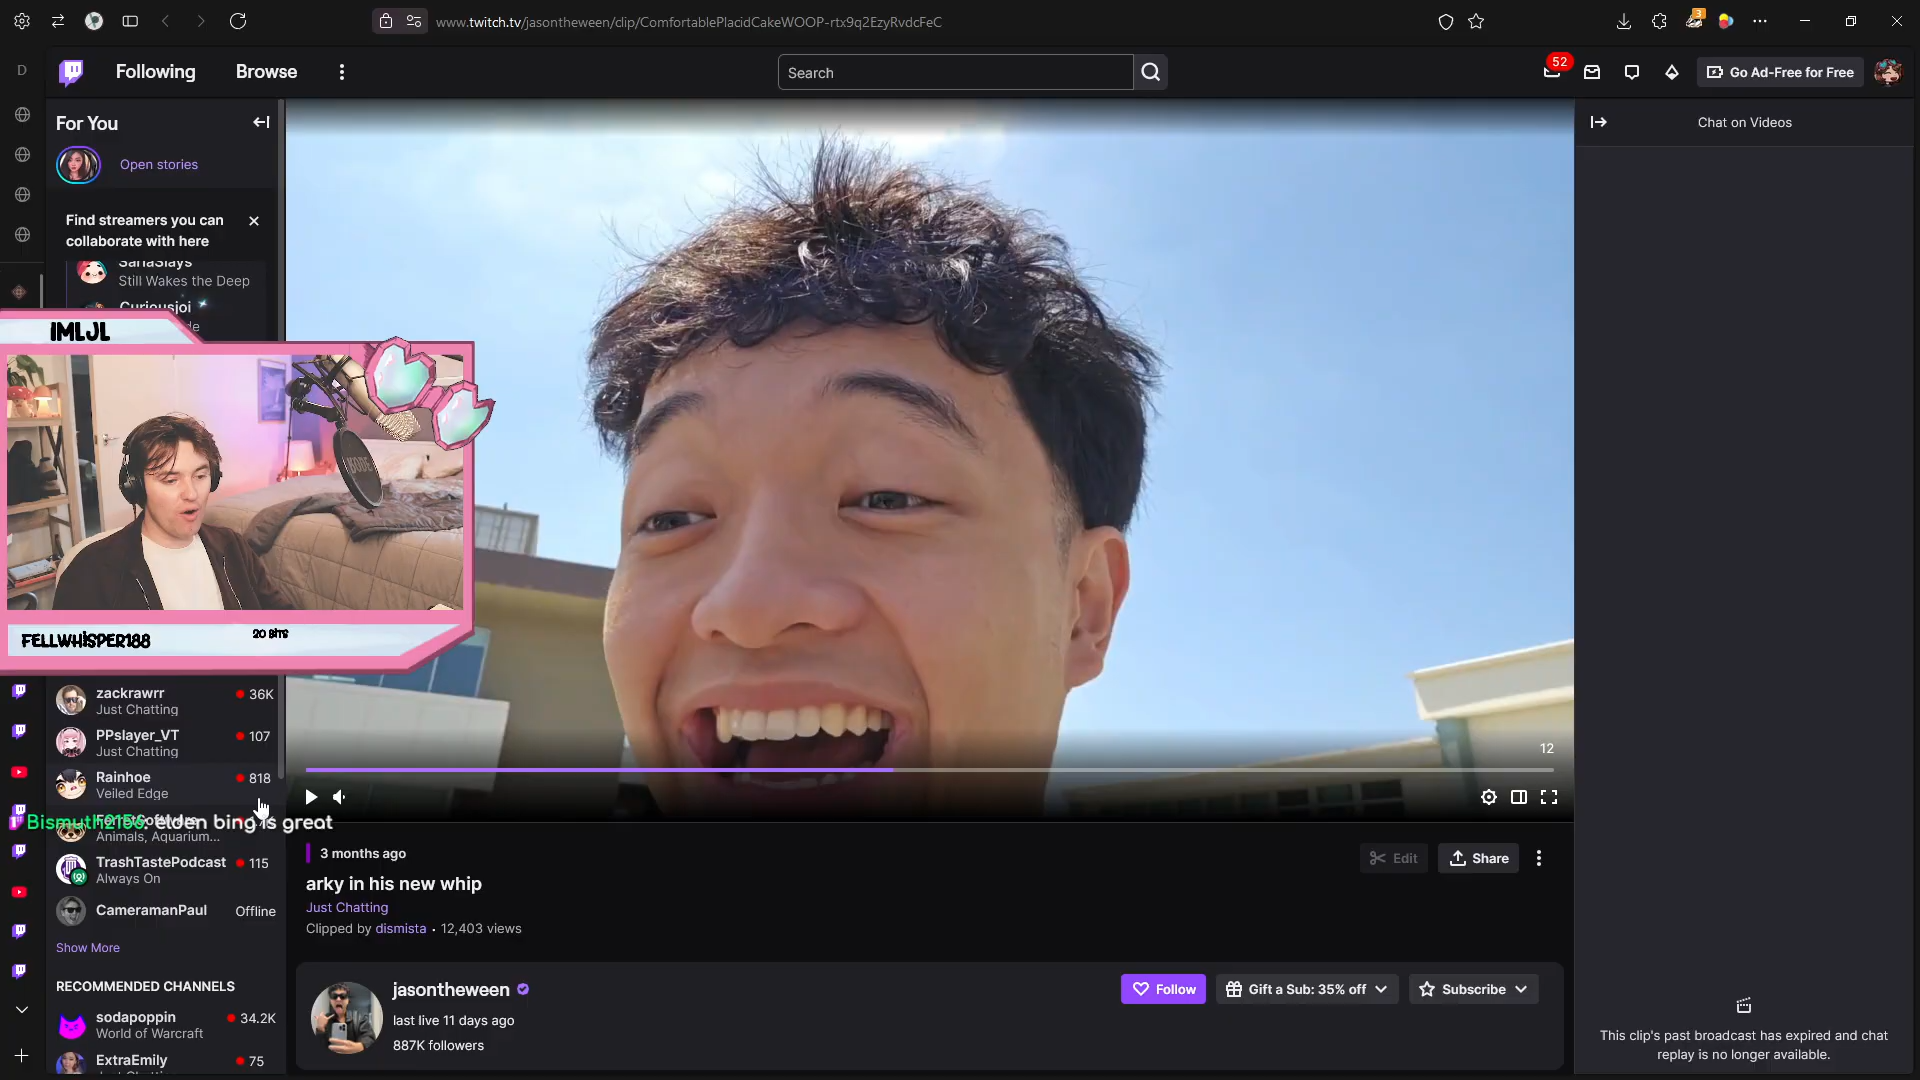 www.twitch.tv/jasontheween/clip/ComfortablePlacidCakeWOOP-rtx9q2EzyRvdcFeC
3
D
Following
Browse
Search
52
Go Ad-Free for Free
For You
Open stories
Find streamers you can
collaborate with here
SariaSlays
Still Wakes the Deep
Curiousjoi
IMLJL
RODE
FELLWHISPER188
20 BITS
zackrawrr
36K
Just Chatting
PPslayer_VT
107
Just Chatting
Rainhoe
818
Veiled Edge
Bismuth2156: elden bing is great
Animals, Aquarium...
TrashTastePodcast
115
Always On
CameramanPaul
Offline
Show More
RECOMMENDED CHANNELS
sodapoppin
34.2K
World of Warcraft
ExtraEmily
75
12
3 months ago
arky in his new whip
Just Chatting
Clipped by dismista • 12,403 views
Edit
Share
jasontheween
last live 11 days ago
887K followers
Follow
Gift a Sub: 35% off
Subscribe
Chat on Videos
This clip's past broadcast has expired and chat
replay is no longer available.